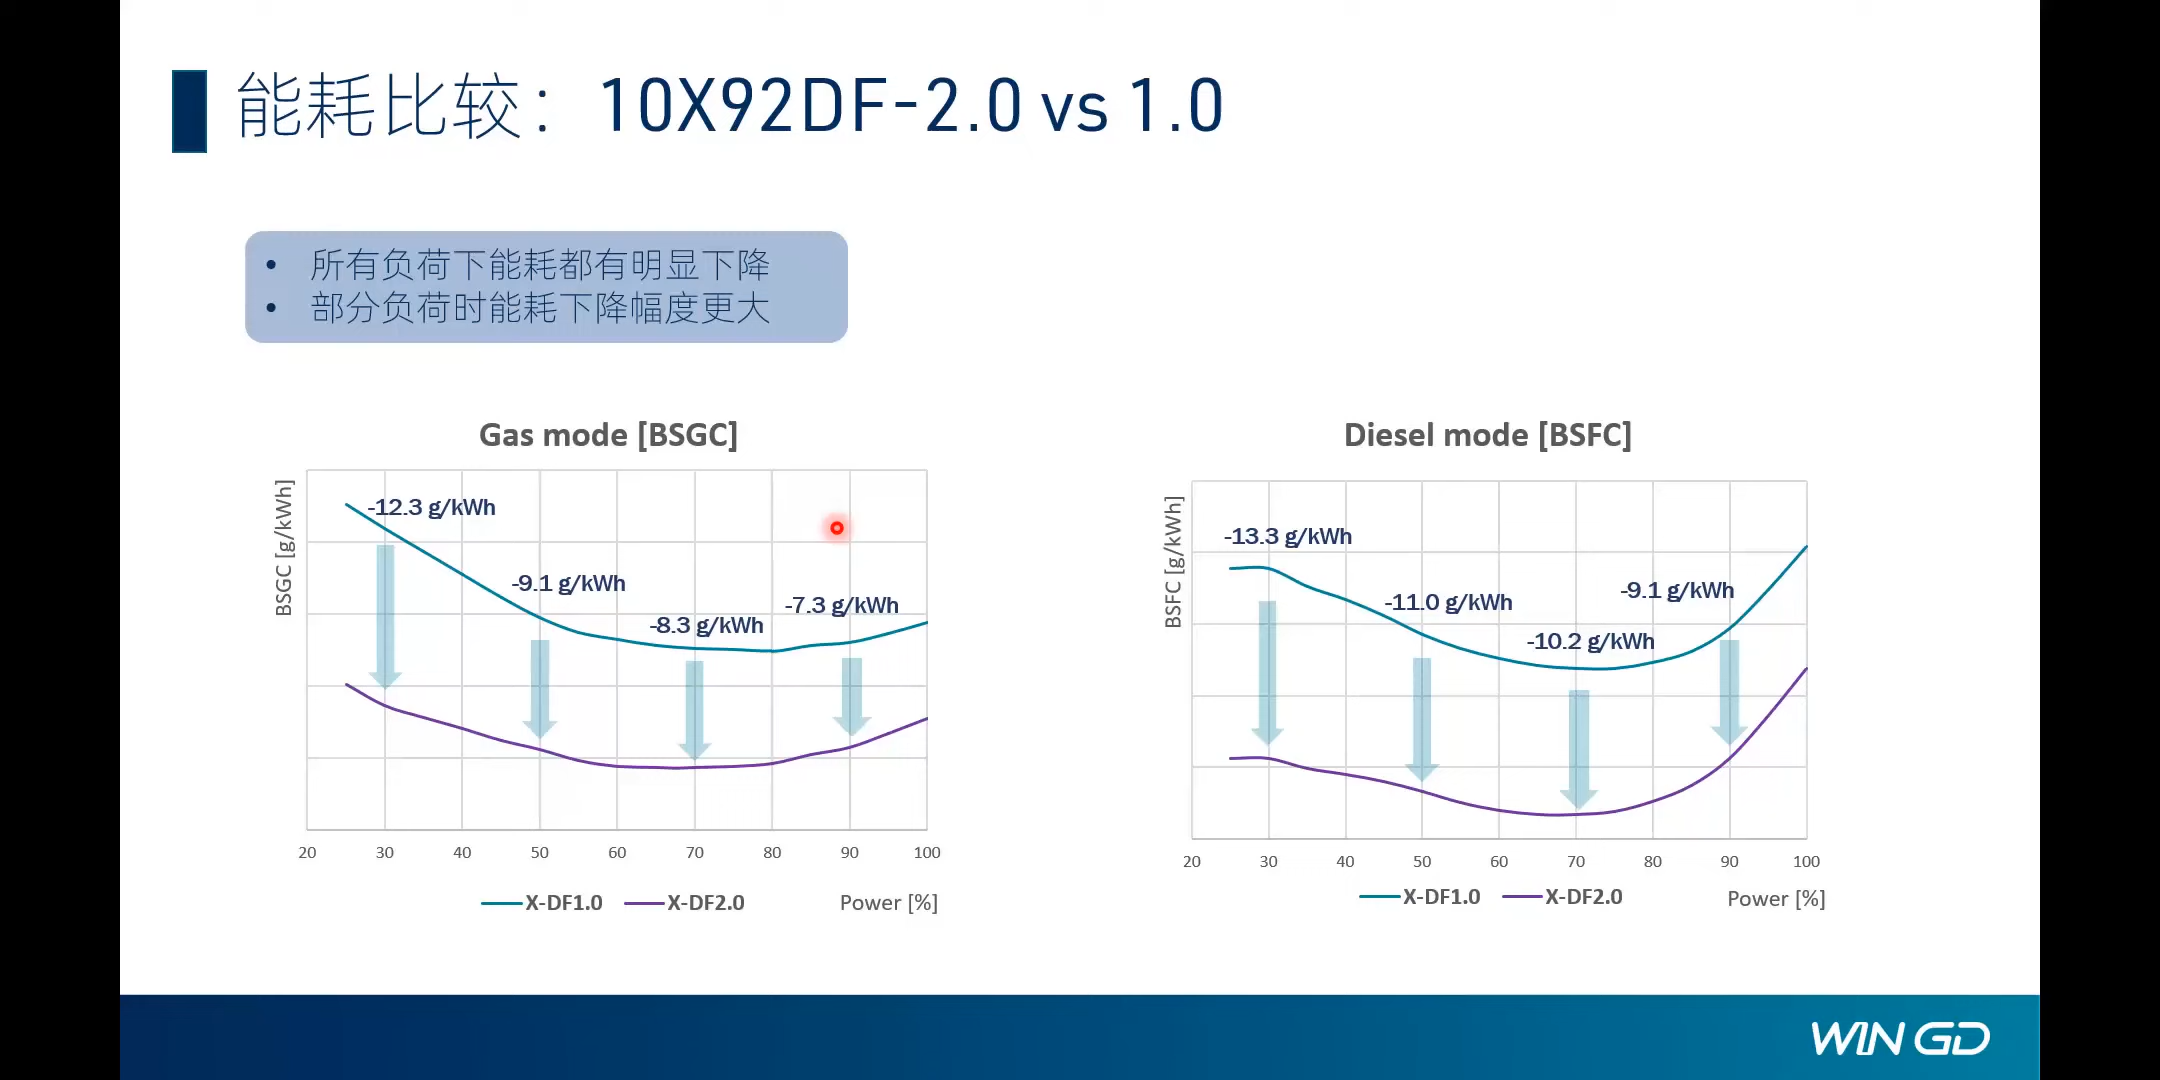 能耗比较：10X92DF-2.0 vs 1.0
• 所有负荷下能耗都有明显下降
• 部分负荷时能耗下降幅度更大
Gas mode [BSGC]
BSGC [g/kWh]
-12.3 g/kWh
-9.1 g/kWh
-8.3 g/kWh
-7.3 g/kWh
20 30 40 50 60 70 80 90 100
X-DF1.0 X-DF2.0 Power [%]
Diesel mode [BSFC]
BSFC [g/kWh]
-13.3 g/kWh
-11.0 g/kWh
-10.2 g/kWh
-9.1 g/kWh
20 30 40 50 60 70 80 90 100
X-DF1.0 X-DF2.0 Power [%]
WIN GD